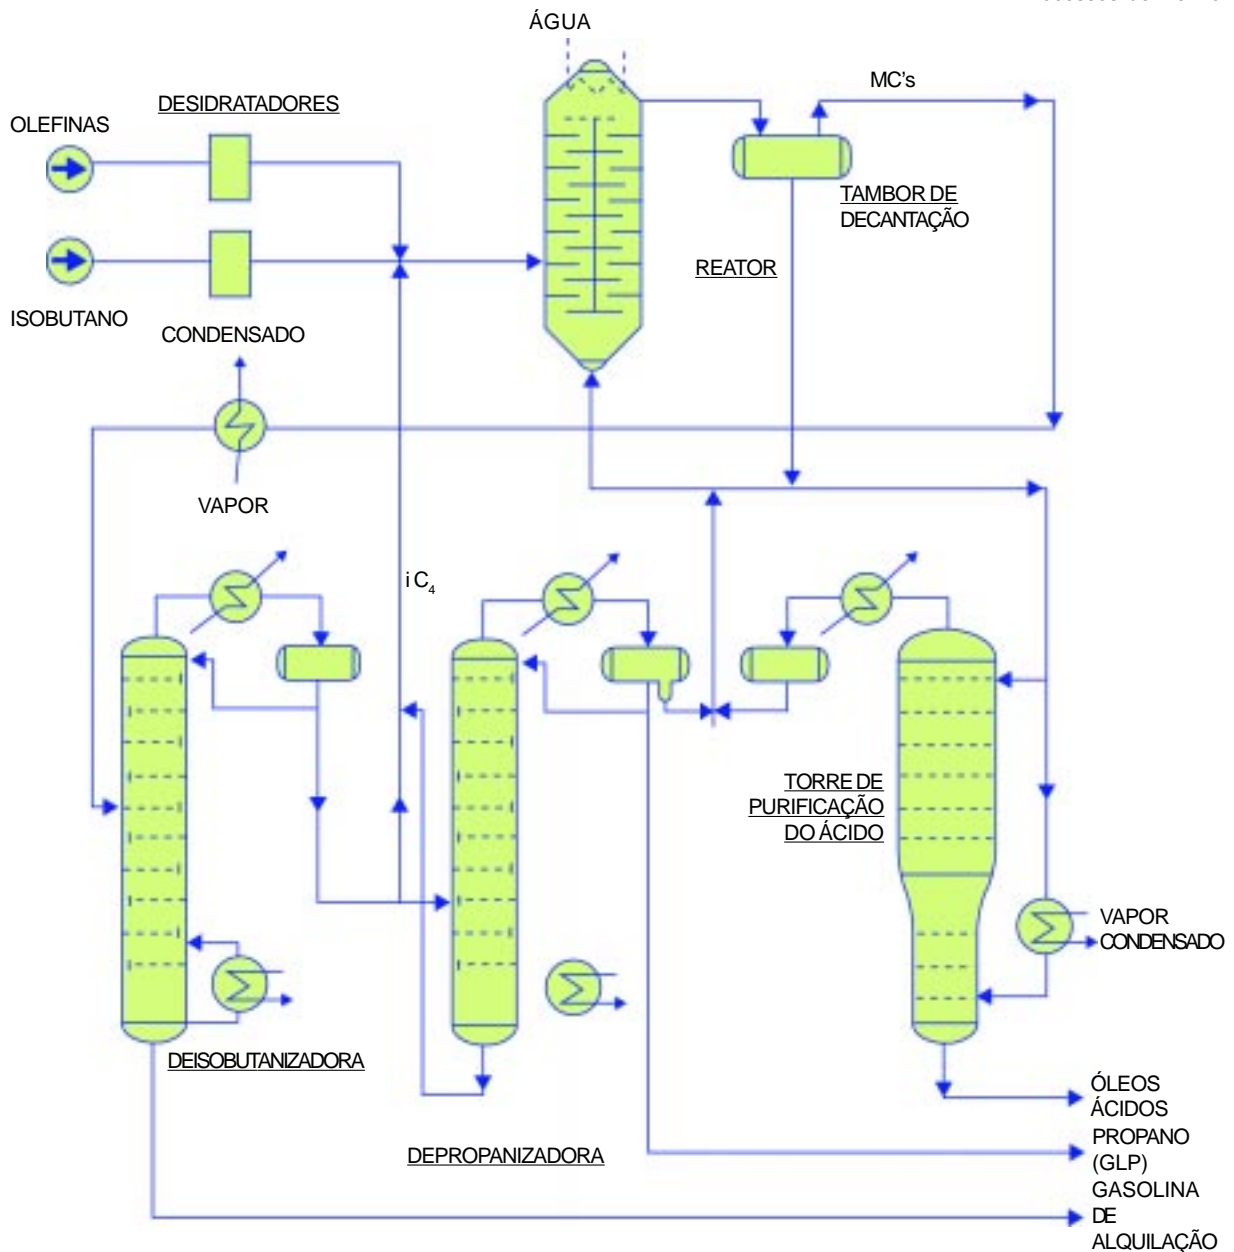 ÁGUA
MC's
DESIDRATADORES
OLEFINAS
TAMBOR DE
DECANTAÇÃO
REATOR
ISOBUTANO
CONDENSADO
VAPOR
i C4
TORRE DE
PURIFICAÇÃO
DO ÁCIDO
VAPOR
CONDENSADO
DEISOBUTANIZADORA
ÓLEOS
ÁCIDOS
DEPROPANIZADORA
PROPANO
(GLP)
GASOLINA
DE
ALQUILAÇÃO